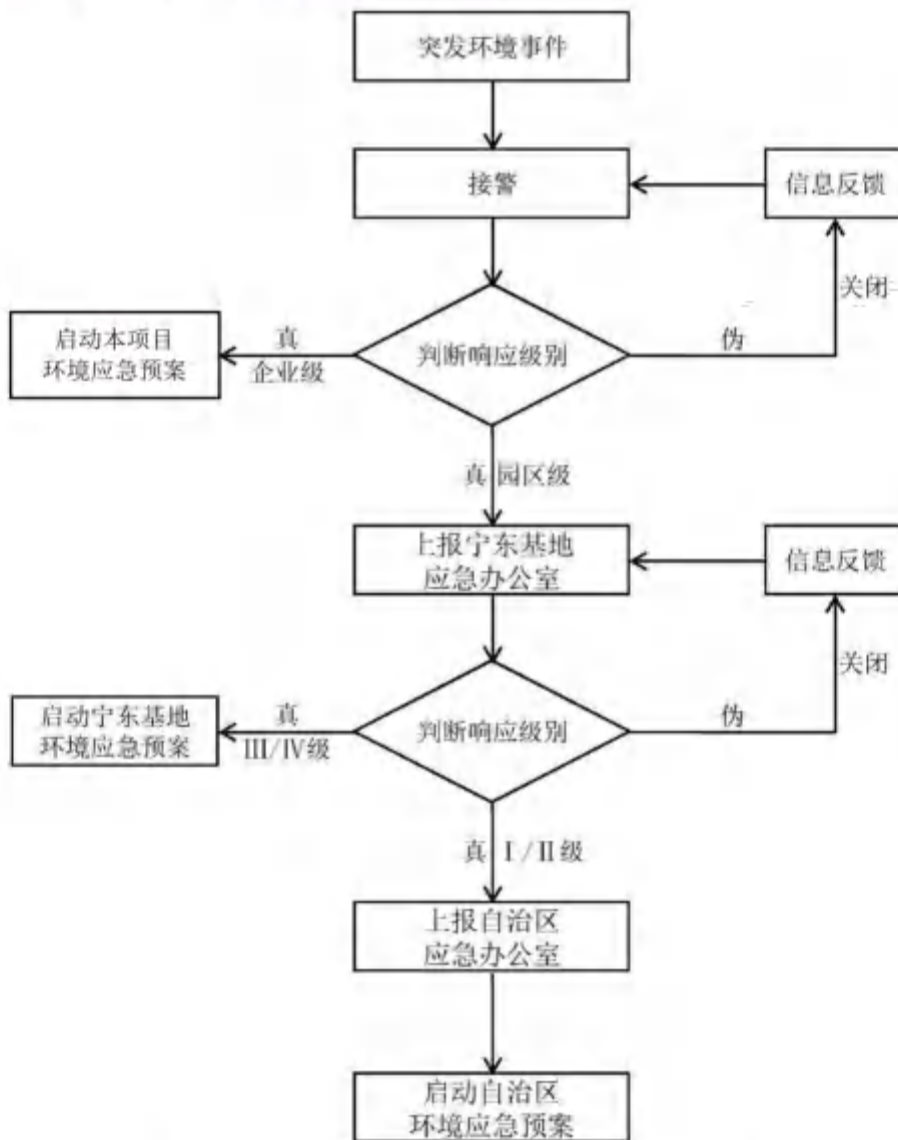 突发环境事件
接警
信息反馈
关闭
启动本项目
环境应急预案
真
企业级
判断响应级别
伪
真 园区级
上报宁东基地
应急办公室
信息反馈
关闭
启动宁东基地
环境应急预案
真
III/IV级
判断响应级别
伪
真 I/II级
上报自治区
应急办公室
启动自治区
环境应急预案